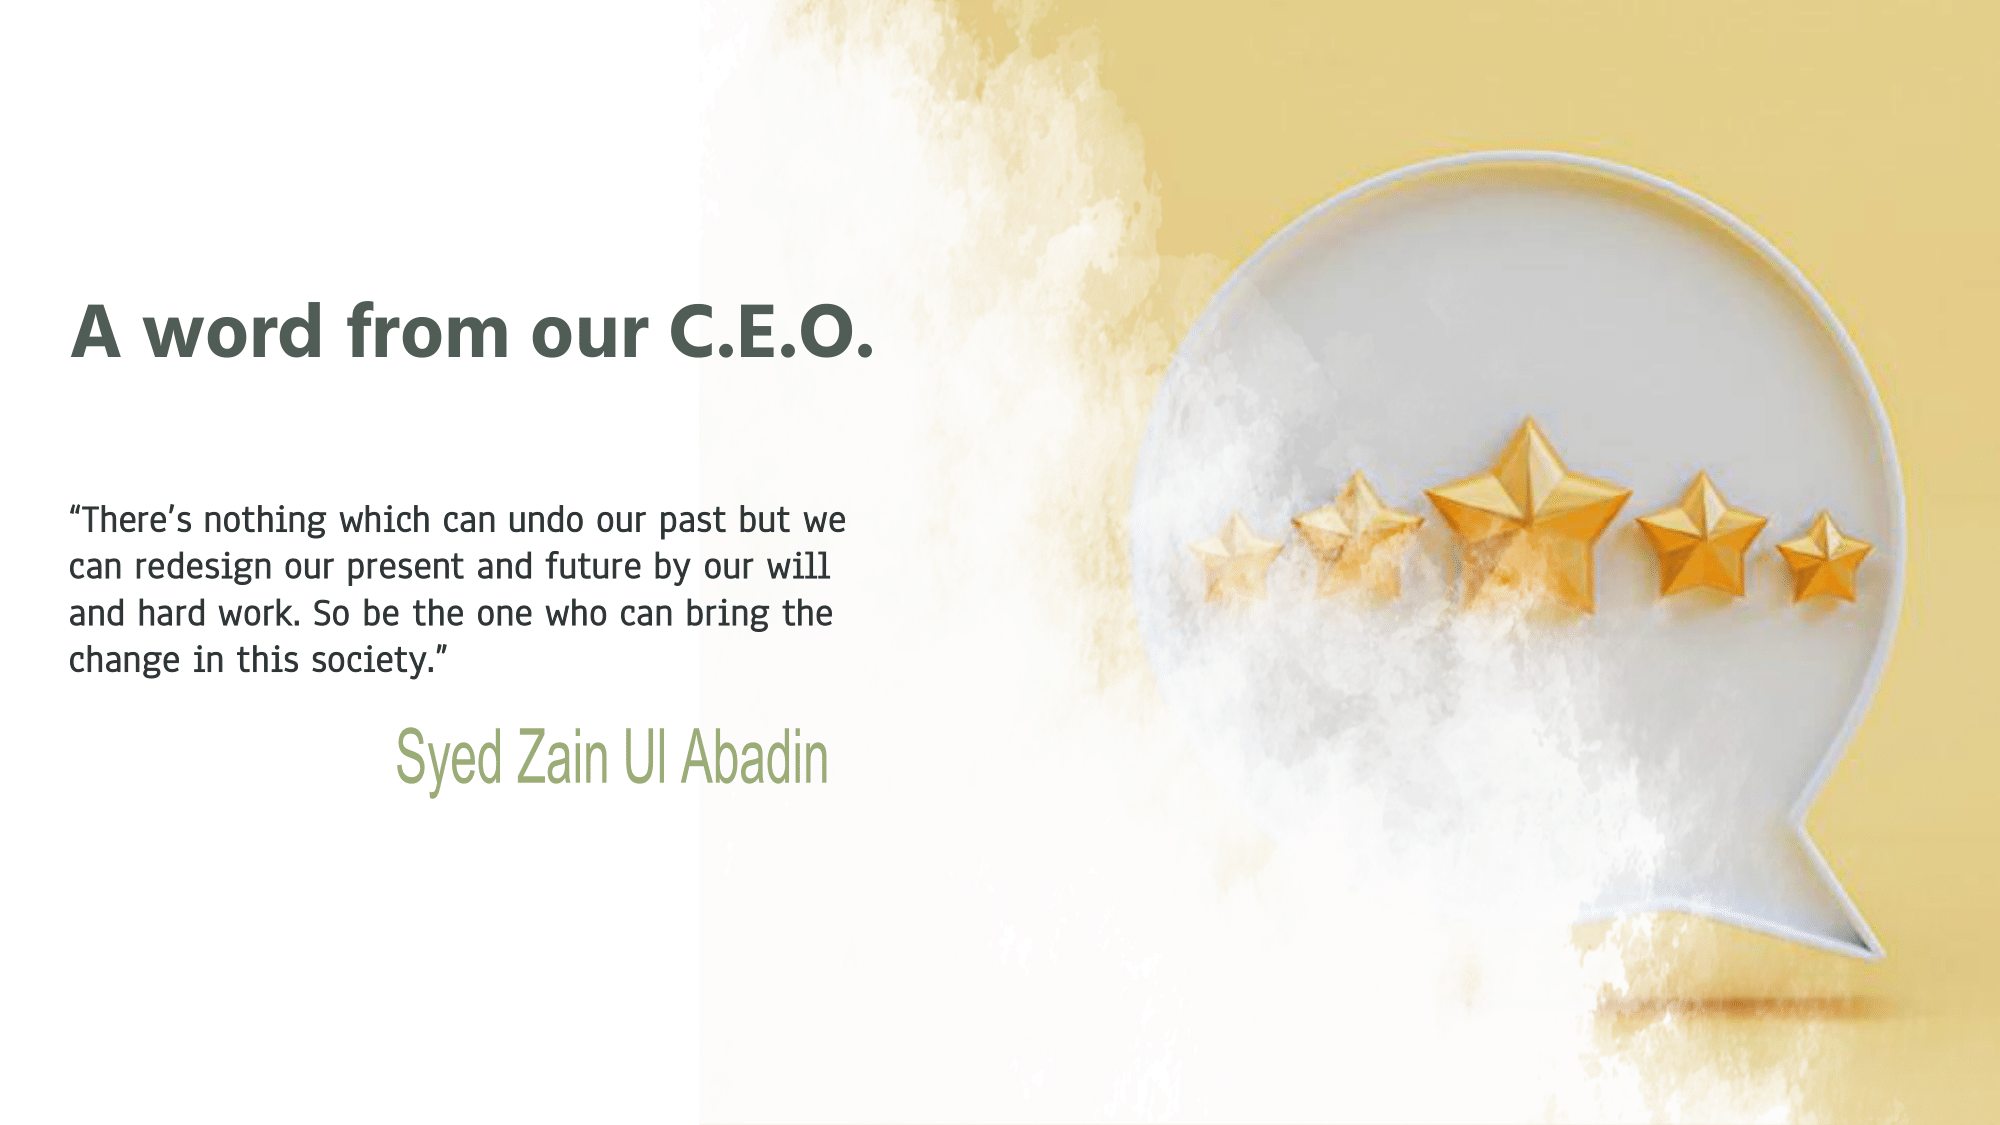 A word from our C.E.O.
“There’s nothing which can undo our past but we
can redesign our present and future by our will
and hard work. So be the one who can bring the
change in this society.”
Syed Zain Ul Abadin